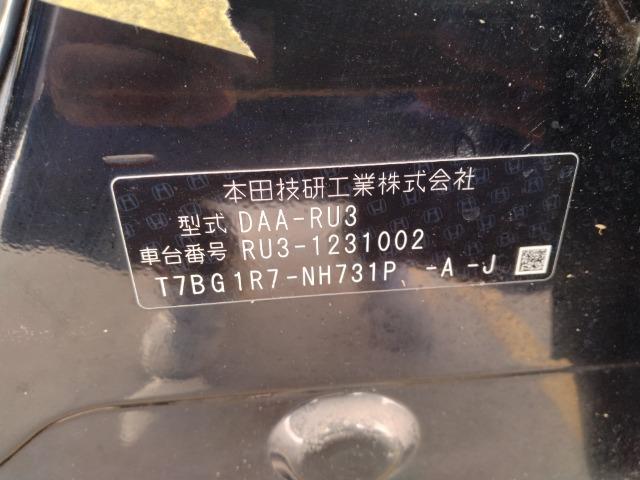 本田技研工業株式会社
型式 DAA-RU3
車台番号 RU3-1231002
T7BG1R7-NH731P -A -J